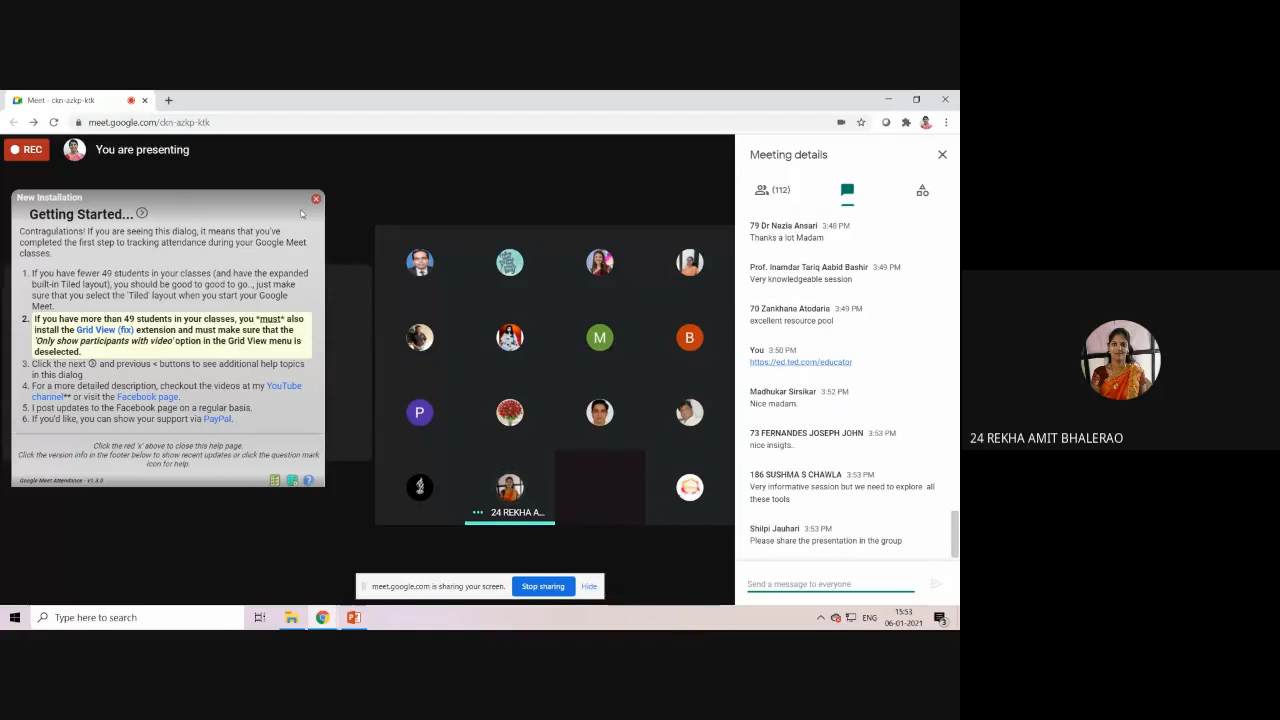 Meet - ckn-azkp-ktk
meet.google.com/ckn-azkp-ktk
REC
You are presenting
New Installation
Getting Started...
Contragulations! If you are seeing this dialog, it means that you've
completed the first step to tracking attendance during your Google Meet
classes.
1. If you have fewer 49 students in your classes (and have the expanded
built-in Tiled layout), you should be good to good to go.., just make
sure that you select the 'Tiled' layout when you start your Google
Meet.
2. If you have more than 49 students in your classes, you *must* also
install the Grid View (fix) extension and must make sure that the
'Only show participants with video' option in the Grid View menu is
deselected.
3. Click the next and previous < buttons to see additional help topics
in this dialog
4. For a more detailed description, checkout the videos at my YouTube
channel** or visit the Facebook page.
5. I post updates to the Facebook page on a regular basis.
6. If you'd like, you can show your support via PayPal.
Click the red 'x' above to close this help page.
Click the version info in the footer below to show recent updates or click the question mark
icon for help.
Google Meet Attendance - v1.9.0
M
B
P
24 REKHA A...
Meeting details
(112)
79 Dr Nazia Ansari 3:48 PM
Thanks a lot Madam
Prof. Inamdar Tariq Aabid Bashir 3:49 PM
Very knowledgeable session
70 Zankhana Atodaria 3:49 PM
excellent resource pool
You 3:50 PM
https://ed.ted.com/educator
Madhukar Sirsikar 3:52 PM
Nice madam.
73 FERNANDES JOSEPH JOHN 3:53 PM
nice insigts..
186 SUSHMA S CHAWLA 3:53 PM
Very informative session but we need to explore all
these tools
Shilpi Jauhari 3:53 PM
Please share the presentation in the group
Send a message to everyone
meet.google.com is sharing your screen.
Stop sharing
Hide
Type here to search
ENG
15:53
06-01-2021
3
24 REKHA AMIT BHALERAO